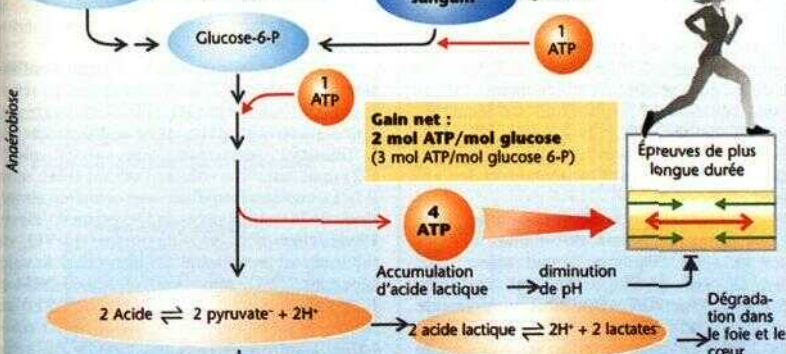 sanguin
Glucose-6-P
1
ATP
1
ATP
Anaérobiose
Gain net :
2 mol ATP/mol glucose
(3 mol ATP/mol glucose 6-P)
Épreuves de plus
longue durée
4
ATP
Accumulation
d'acide lactique
diminution
de pH
2 Acide ⇌ 2 pyruvate⁻ + 2H⁺
2 acide lactique ⇌ 2H⁺ + 2 lactates⁻
Dégrada-
tion dans
le foie et le
cœur